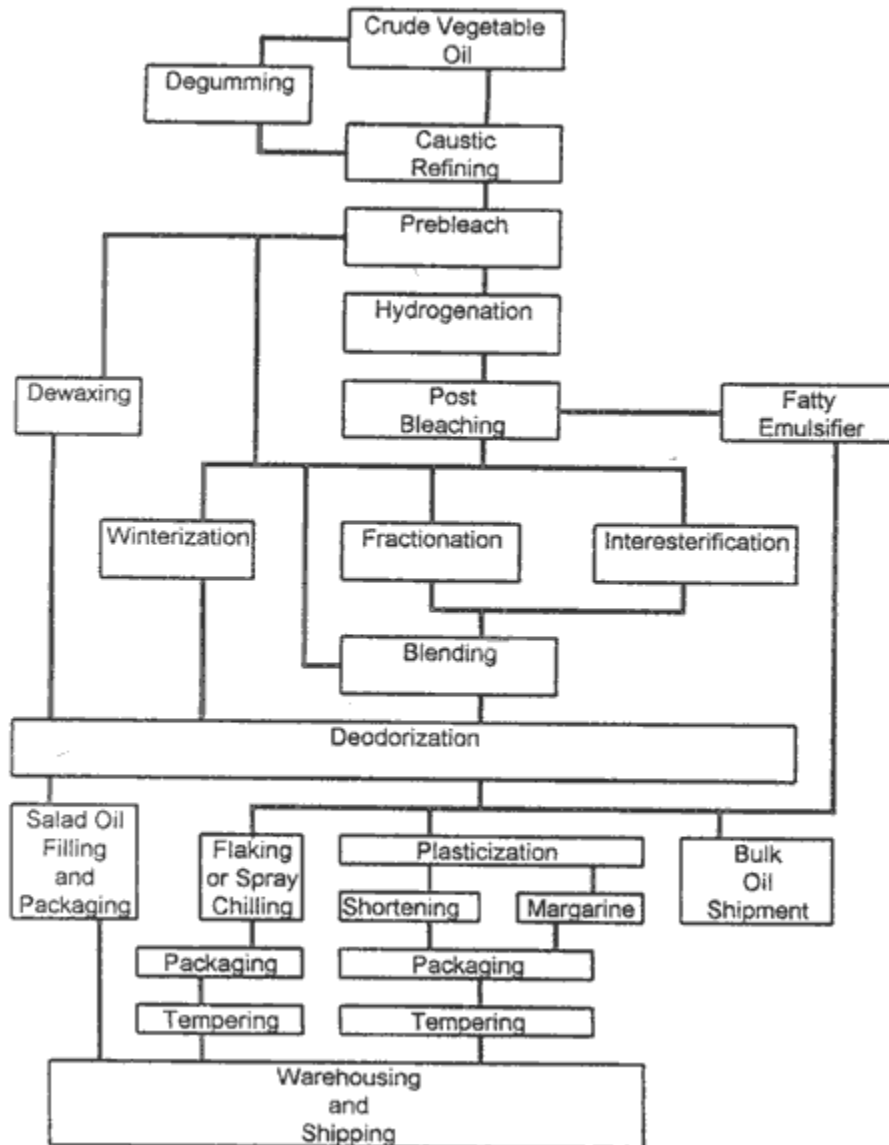 Crude Vegetable
Oil
Degumming
Caustic
Refining
Prebleach
Hydrogenation
Dewaxing
Post
Bleaching
Fatty
Emulsifier
Winterization
Fractionation
Interesterification
Blending
Deodorization
Salad Oil
Filling
and
Packaging
Flaking
or Spray
Chilling
Plasticization
Bulk
Oil
Shipment
Shortening
Margarine
Packaging
Packaging
Tempering
Tempering
Warehousing
and
Shipping